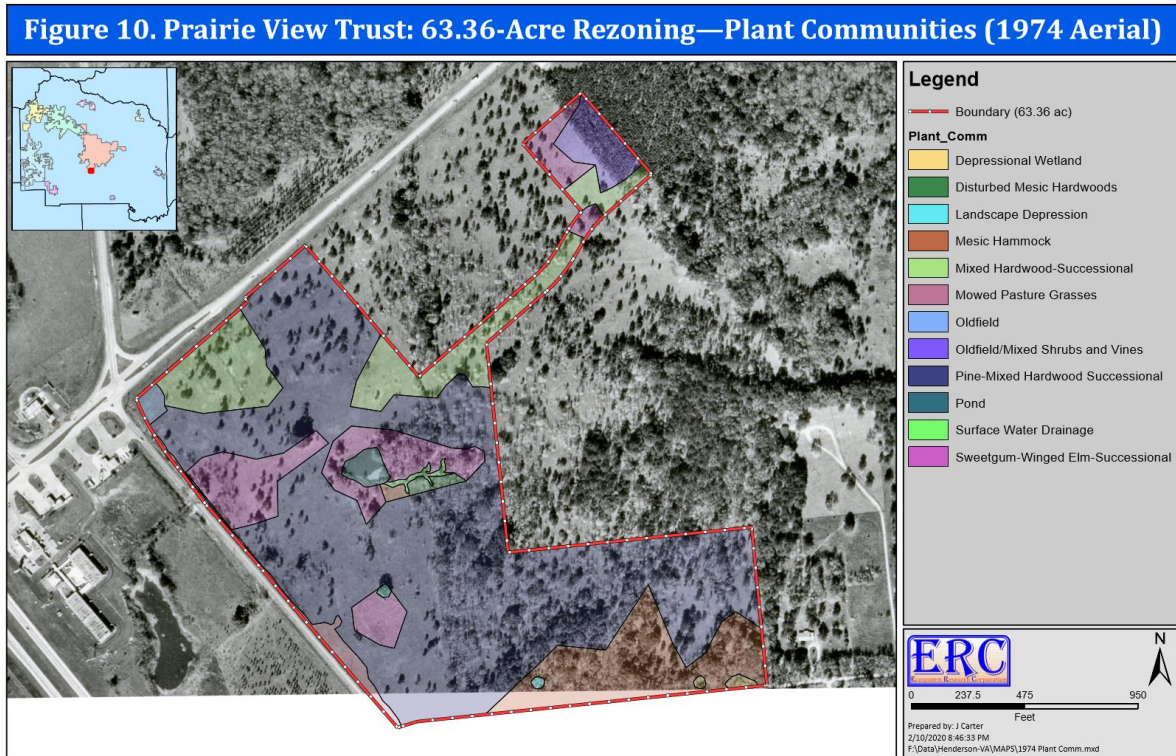 Figure 10. Prairie View Trust: 63.36-Acre Rezoning—Plant Communities (1974 Aerial)
Legend
Boundary (63.36 ac)
Plant_Comm
Depressional Wetland
Disturbed Mesic Hardwoods
Landscape Depression
Mesic Hammock
Mixed Hardwood-Successional
Mowed Pasture Grasses
Oldfield
Oldfield/Mixed Shrubs and Vines
Pine-Mixed Hardwood Successional
Pond
Surface Water Drainage
Sweetgum-Winged Elm-Successional
ERC
Ecosystem Research Corporation
N
0 237.5 475 950
Feet
Prepared by: J Carter
2/10/2020 8:46:33 PM
F:\Data\Henderson-VA\MAPS\1974 Plant Comm.mxd